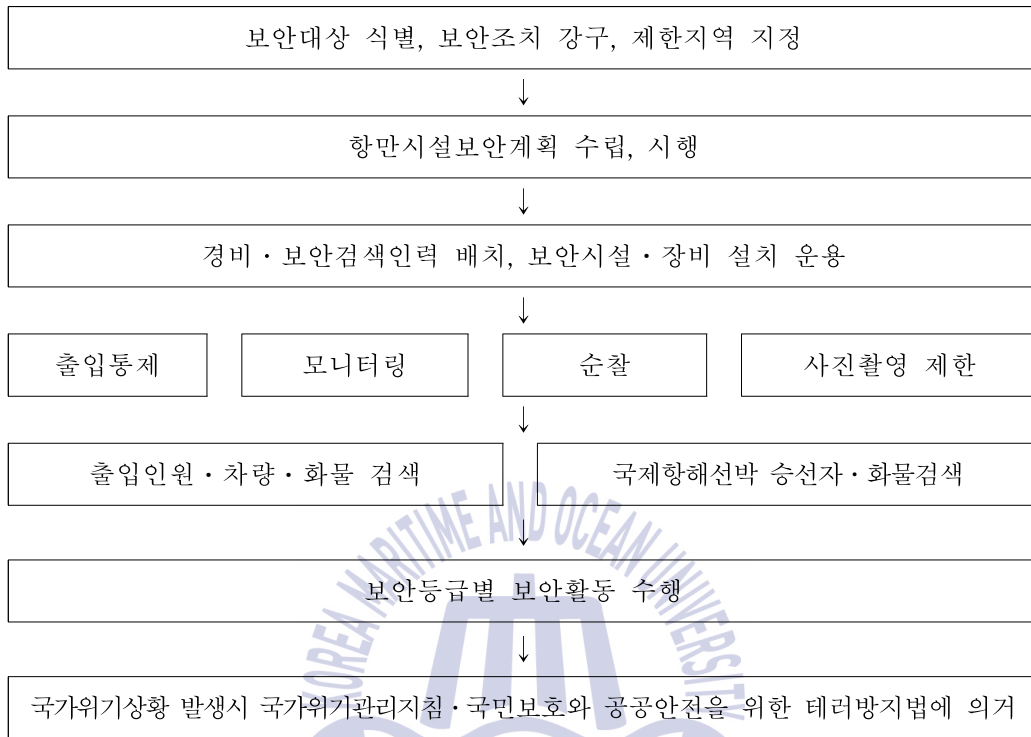 보안대상 식별, 보안조치 강구, 제한지역 지정
↓
항만시설보안계획 수립, 시행
↓
경비·보안검색인력 배치, 보안시설·장비 설치 운용
↓
출입통제 모니터링 순찰 사진촬영 제한
↓
출입인원·차량·화물 검색 국제항해선박 승선자·화물검색
↓
보안등급별 보안활동 수행
↓
국가위기상황 발생시 국가위기관리지침·국민보호와 공공안전을 위한 테러방지법에 의거
KOREA MARITIME AND OCEAN UNIVERSITY